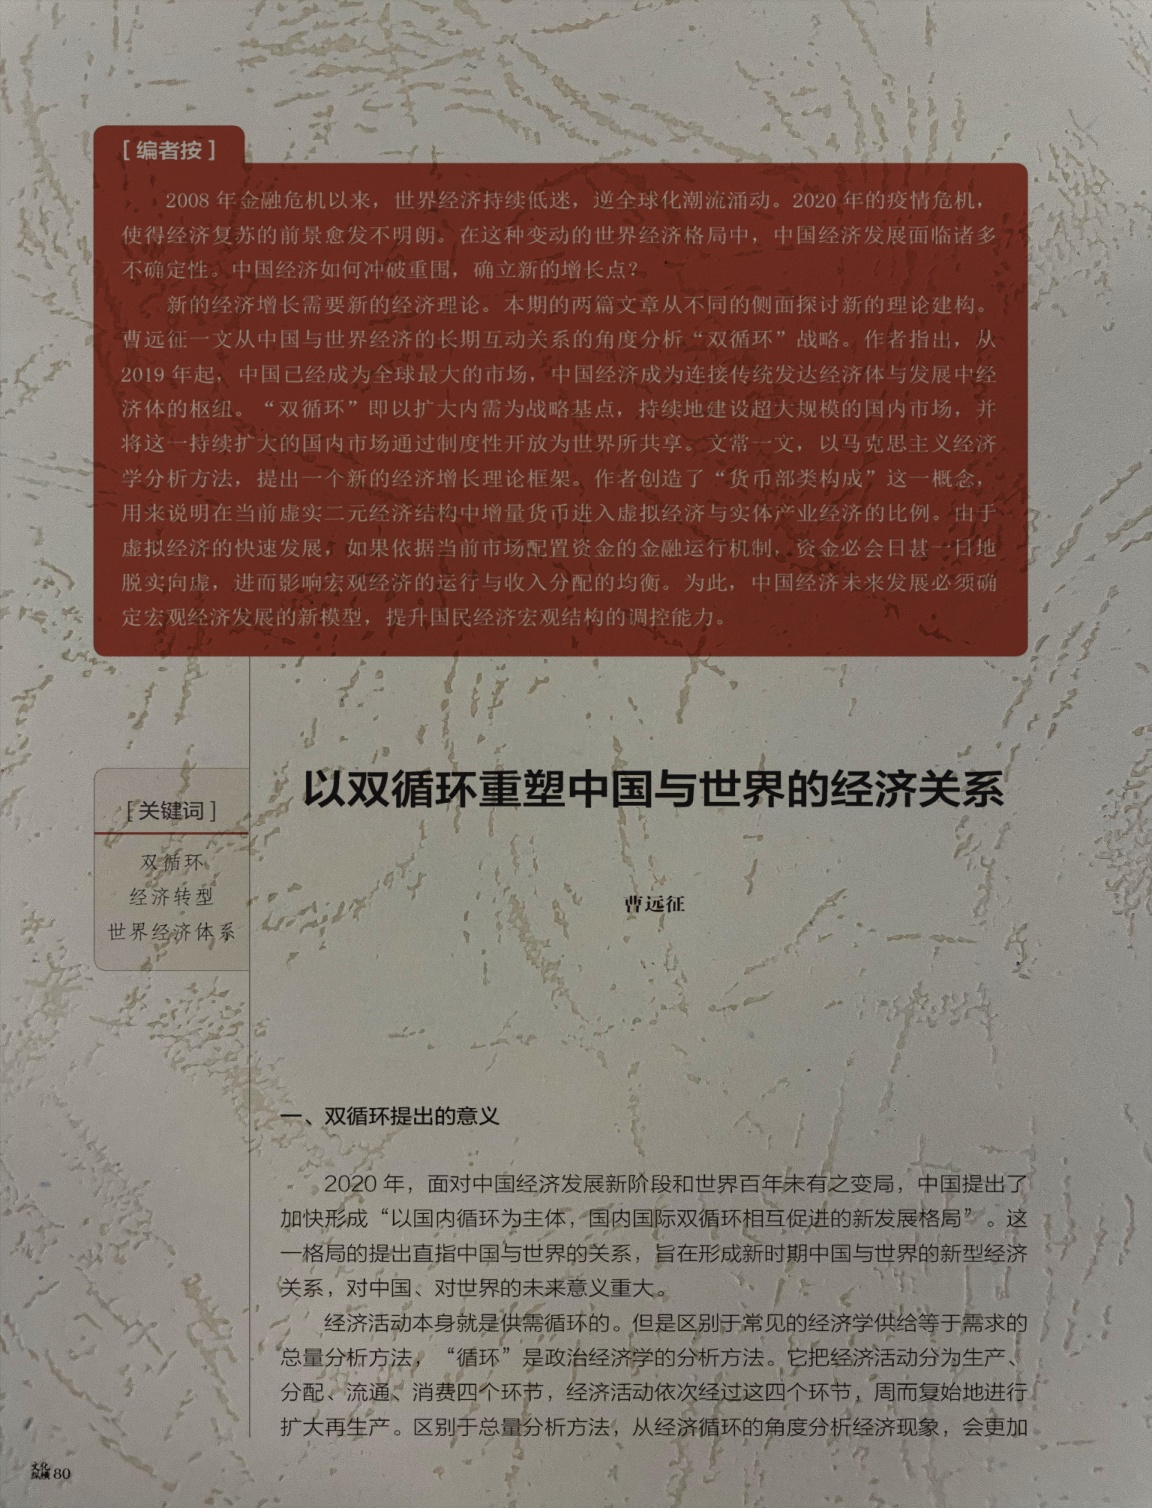 [ 编者按 ]
2008 年金融危机以来，世界经济持续低迷，逆全球化潮流涌动。2020 年的疫情危机，
使得经济复苏的前景愈发不明朗。在这种变动的世界经济格局中，中国经济发展面临诸多
不确定性。中国经济如何冲破重围，确立新的增长点？
新的经济增长需要新的经济理论。本期的两篇文章从不同的侧面探讨新的理论建构。
曹远征一文从中国与世界经济的长期互动关系的角度分析“双循环”战略。作者指出，从
2019 年起，中国已经成为全球最大的市场，中国经济成为连接传统发达经济体与发展中经
济体的枢纽。“双循环”即以扩大内需为战略基点，持续地建设超大规模的国内市场，并
将这一持续扩大的国内市场通过制度性开放为世界所共享。文常一文，以马克思主义经济
学分析方法，提出一个新的经济增长理论框架。作者创造了“货币部类构成”这一概念，
用来说明在当前虚实二元经济结构中增量货币进入虚拟经济与实体产业经济的比例。由于
虚拟经济的快速发展，如果依据当前市场配置资金的金融运行机制，资金必会日甚一日地
脱实向虚，进而影响宏观经济的运行与收入分配的均衡。为此，中国经济未来发展必须确
定宏观经济发展的新模型，提升国民经济宏观结构的调控能力。
以双循环重塑中国与世界的经济关系
[ 关键词 ]
双循环
经济转型
世界经济体系
曹远征
一、双循环提出的意义
2020 年，面对中国经济发展新阶段和世界百年未有之变局，中国提出了
加快形成“以国内循环为主体，国内国际双循环相互促进的新发展格局”。这
一格局的提出直指中国与世界的关系，旨在形成新时期中国与世界的新型经济
关系，对中国、对世界的未来意义重大。
经济活动本身就是供需循环的。但是区别于常见的经济学供给等于需求的
总量分析方法，“循环”是政治经济学的分析方法。它把经济活动分为生产、
分配、流通、消费四个环节，经济活动依次经过这四个环节，周而复始地进行
扩大再生产。区别于总量分析方法，从经济循环的角度分析经济现象，会更加
文化纵横 80